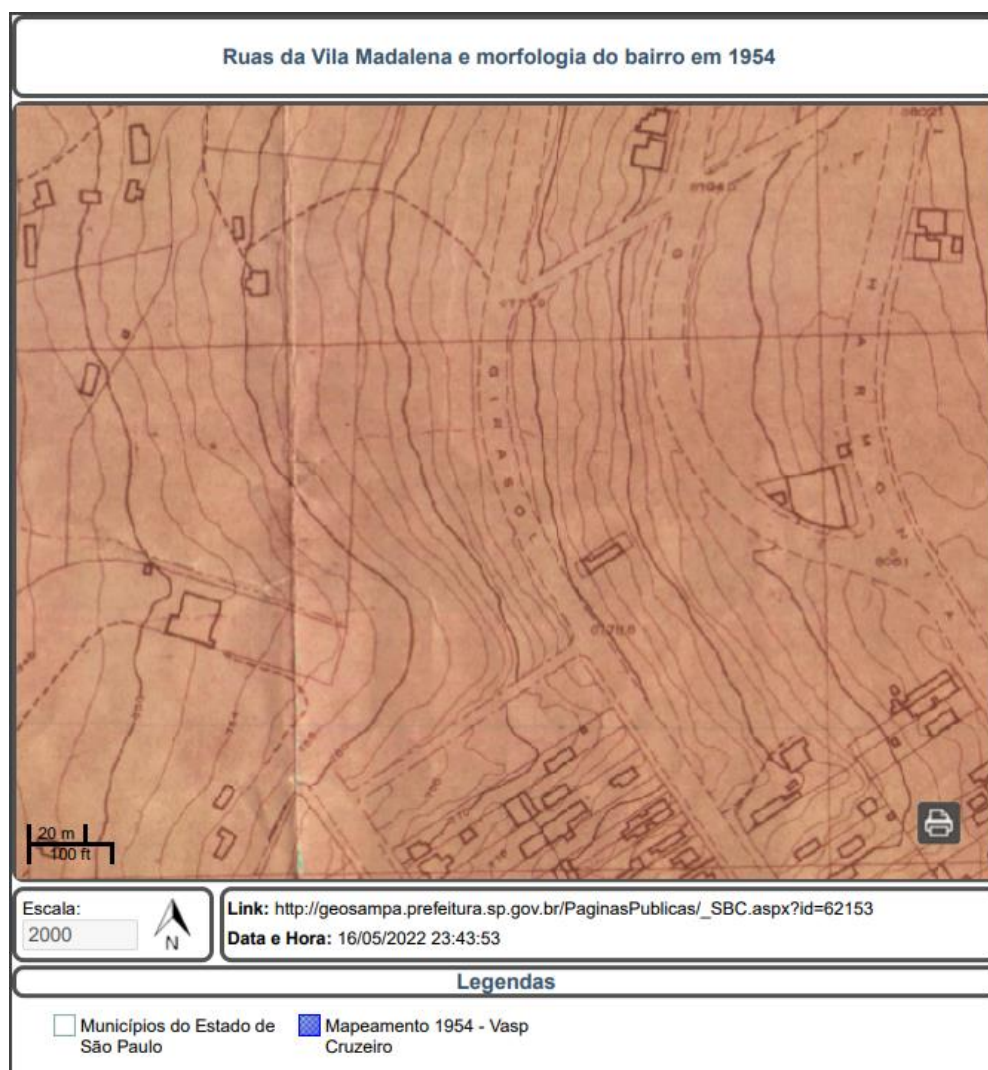 Ruas da Vila Madalena e morfologia do bairro em 1954
GIRASOL
HARMONIA
20 m
100 ft
Escala:
2000
N
Link: http://geosampa.prefeitura.sp.gov.br/PaginasPublicas/_SBC.aspx?id=62153
Data e Hora: 16/05/2022 23:43:53
Legendas
Municípios do Estado de
São Paulo
Mapeamento 1954 - Vasp
Cruzeiro